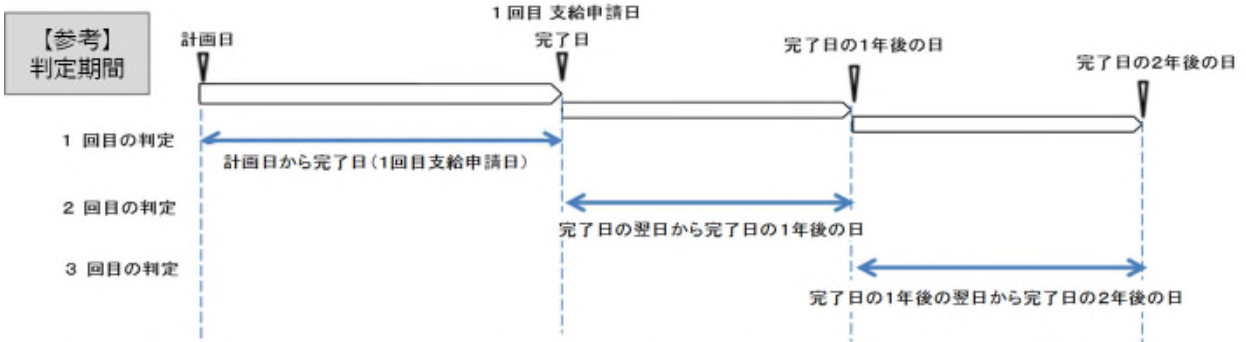 【参考】
判定期間
計画日
1回目 支給申請日
完了日
完了日の1年後の日
完了日の2年後の日
1 回目の判定
計画日から完了日(1回目支給申請日)
2 回目の判定
完了日の翌日から完了日の1年後の日
3 回目の判定
完了日の1年後の翌日から完了日の2年後の日